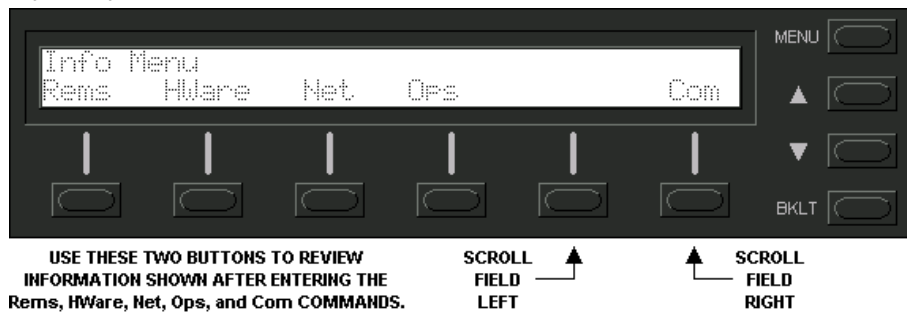 Info Menu
Rems HWare Net Ops Com
MENU
▲
▼
BKLT
USE THESE TWO BUTTONS TO REVIEW
INFORMATION SHOWN AFTER ENTERING THE
Rems, HWare, Net, Ops, and Com COMMANDS.
SCROLL
FIELD
LEFT
SCROLL
FIELD
RIGHT